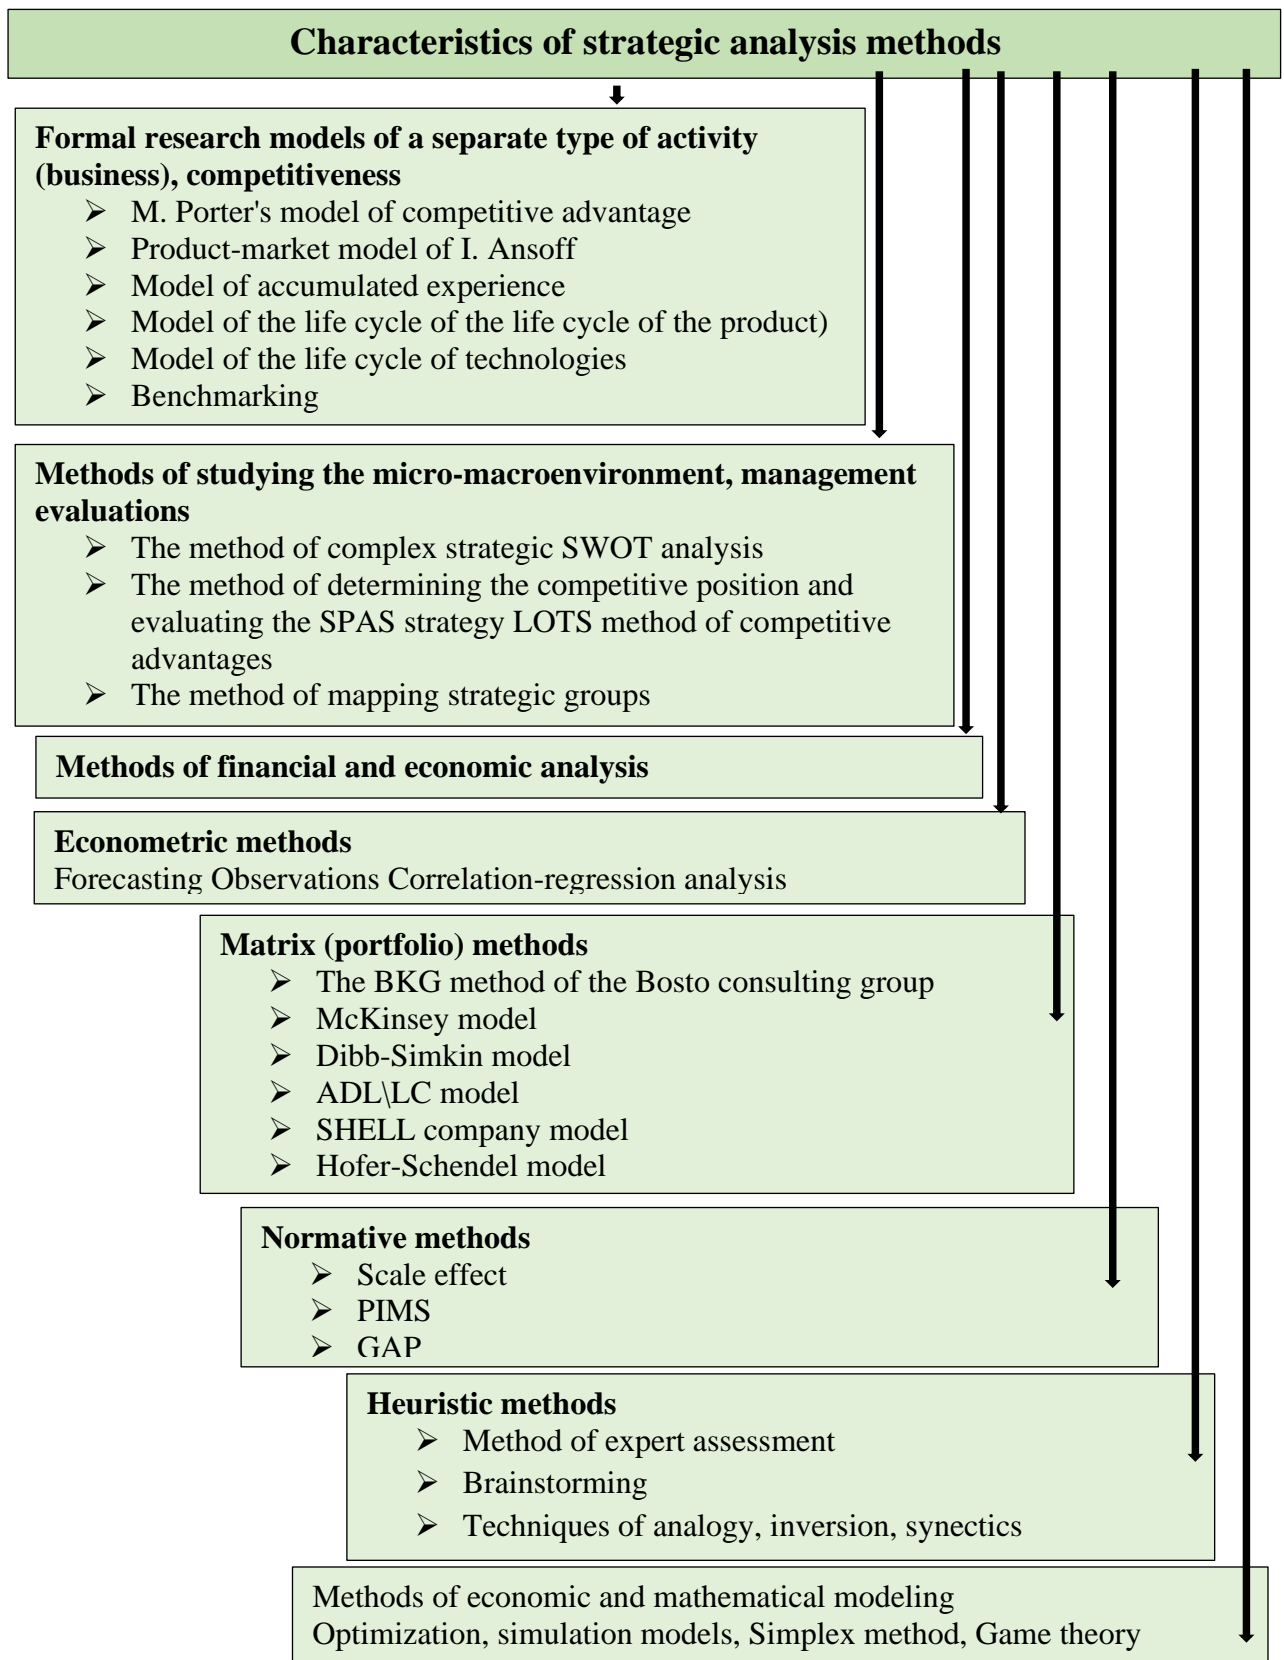 Characteristics of strategic analysis methods
Formal research models of a separate type of activity
(business), competitiveness
➢ M. Porter's model of competitive advantage
➢ Product-market model of I. Ansoff
➢ Model of accumulated experience
➢ Model of the life cycle of the life cycle of the product)
➢ Model of the life cycle of technologies
➢ Benchmarking
Methods of studying the micro-macroenvironment, management
evaluations
➢ The method of complex strategic SWOT analysis
➢ The method of determining the competitive position and
evaluating the SPAS strategy LOTS method of competitive
advantages
➢ The method of mapping strategic groups
Methods of financial and economic analysis
Econometric methods
Forecasting Observations Correlation-regression analysis
Matrix (portfolio) methods
➢ The BKG method of the Bosto consulting group
➢ McKinsey model
➢ Dibb-Simkin model
➢ ADL\LC model
➢ SHELL company model
➢ Hofer-Schendel model
Normative methods
➢ Scale effect
➢ PIMS
➢ GAP
Heuristic methods
➢ Method of expert assessment
➢ Brainstorming
➢ Techniques of analogy, inversion, synectics
Methods of economic and mathematical modeling
Optimization, simulation models, Simplex method, Game theory